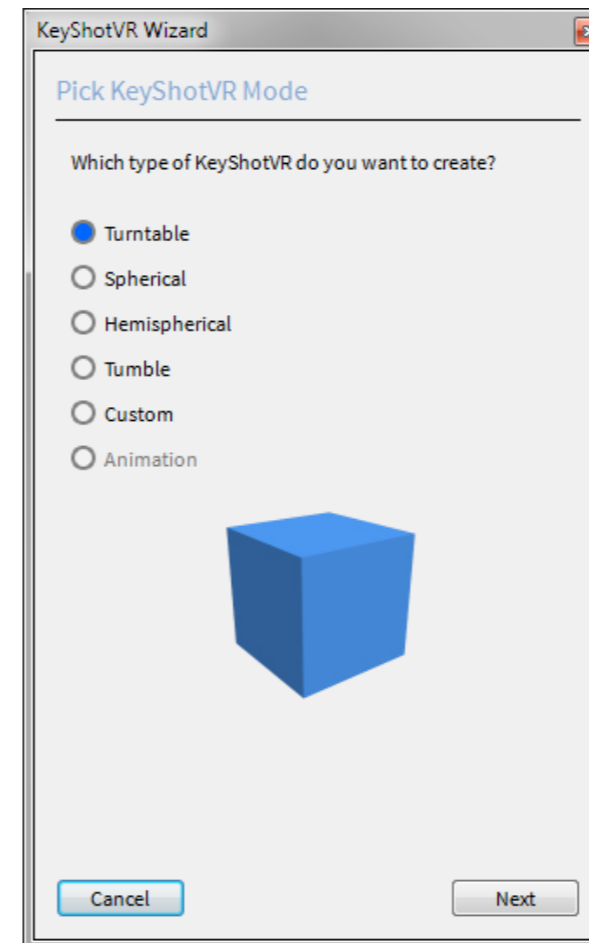 KeyShotVR Wizard
Pick KeyShotVR Mode
Which type of KeyShotVR do you want to create?
Turntable
Spherical
Hemispherical
Tumble
Custom
Animation
Cancel
Next